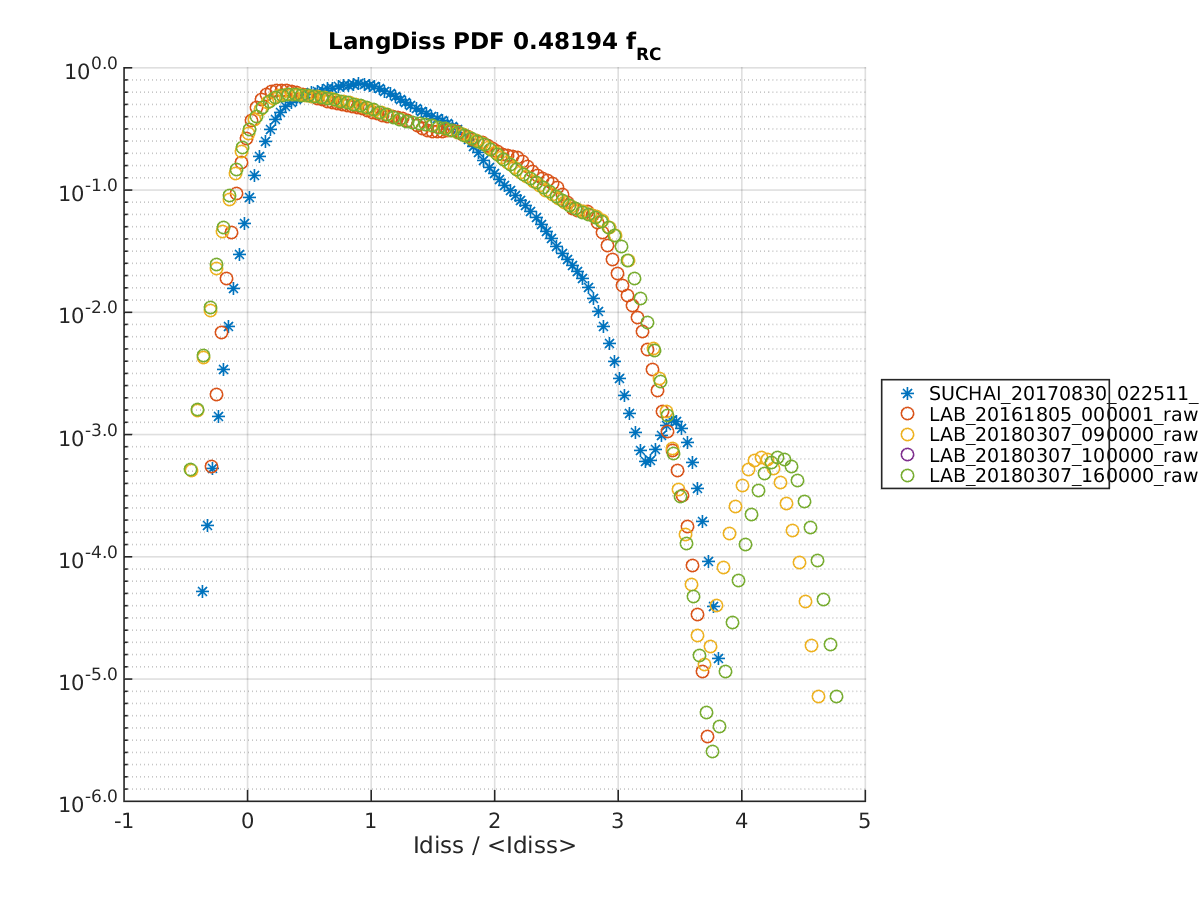 LangDiss PDF 0.48194 f_RC
10^0.0
10^-1.0
10^-2.0
10^-3.0
10^-4.0
10^-5.0
10^-6.0
-1 0 1 2 3 4 5
Idiss / <Idiss>
SUCHAI_20170830_022511_
LAB_20161805_000001_raw
LAB_20180307_090000_raw
LAB_20180307_100000_raw
LAB_20180307_160000_raw